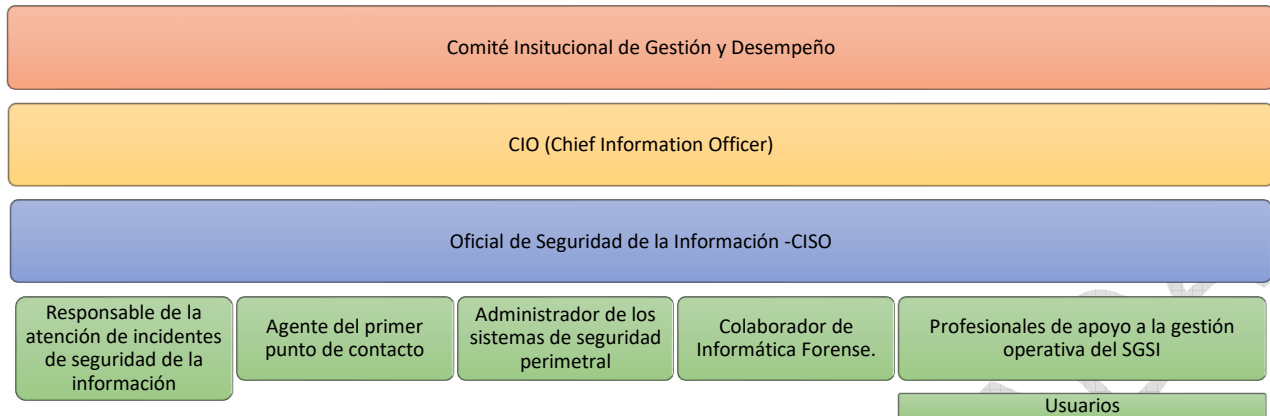 Comité Insitucional de Gestión y Desempeño
CIO (Chief Information Officer)
Oficial de Seguridad de la Información -CISO
Responsable de la
atención de incidentes
de seguridad de la
información
Agente del primer
punto de contacto
Administrador de los
sistemas de seguridad
perimetral
Colaborador de
Informática Forense.
Profesionales de apoyo a la gestión
operativa del SGSI
Usuarios